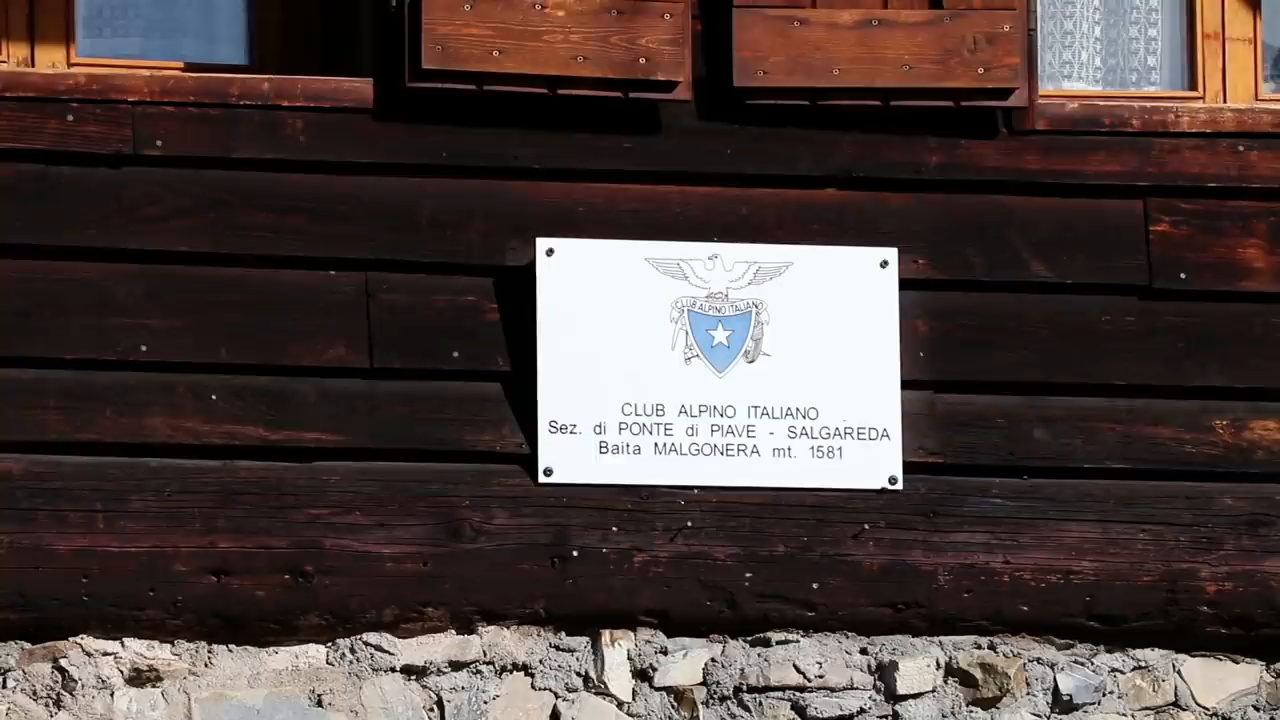 CLUB ALPINO ITALIANO
CLUB ALPINO ITALIANO
Sez. di PONTE di PIAVE - SALGAREDA
Baita MALGONERA mt. 1581